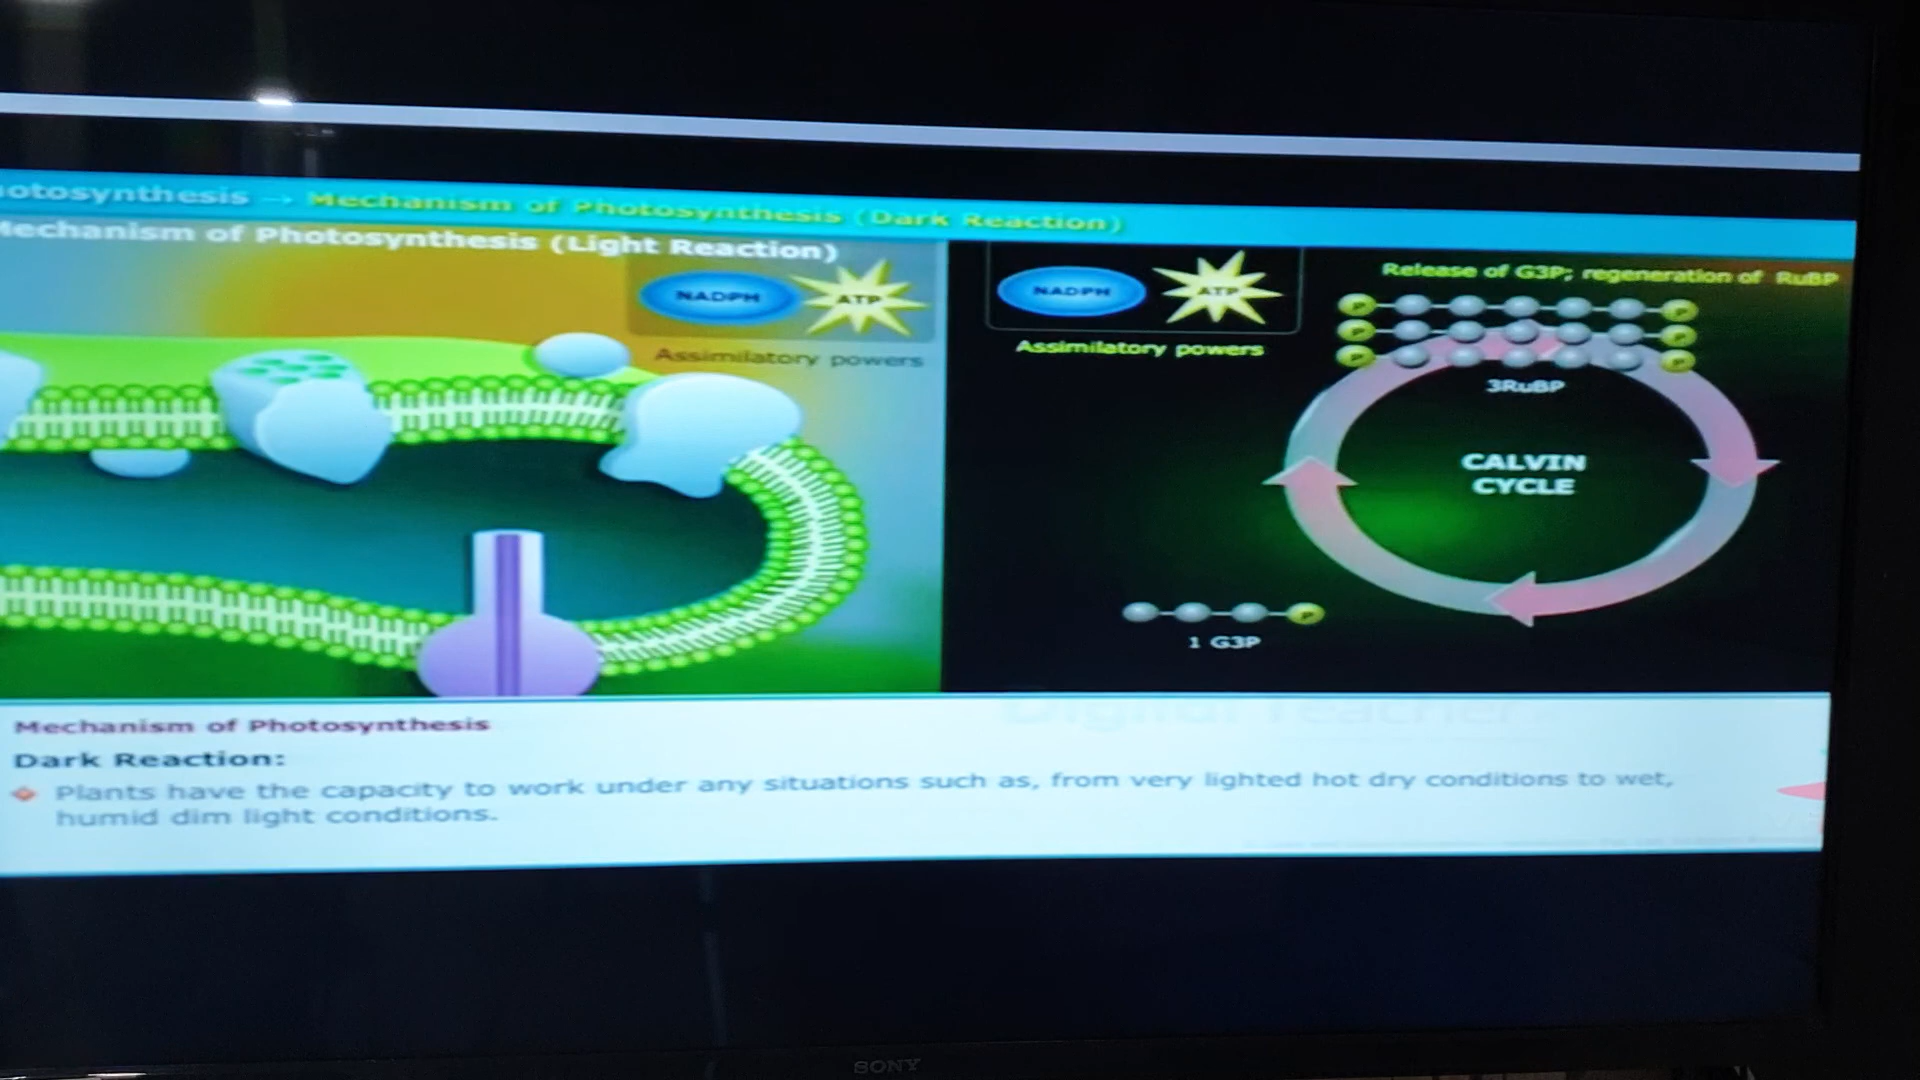 otosynthesis → Mechanism of Photosynthesis (Dark Reaction)
Mechanism of Photosynthesis (Light Reaction)
NADPH
ATP
Assimilatory powers
NADPH
ATP
Assimilatory powers
Release of G3P; regeneration of RuBP
P P
P P
P P
3RuBP
CALVIN
CYCLE
P
1 G3P
Digital Teacher
Mechanism of Photosynthesis
Dark Reaction:
Plants have the capacity to work under any situations such as, from very lighted hot dry conditions to wet,
humid dim light conditions.
SONY